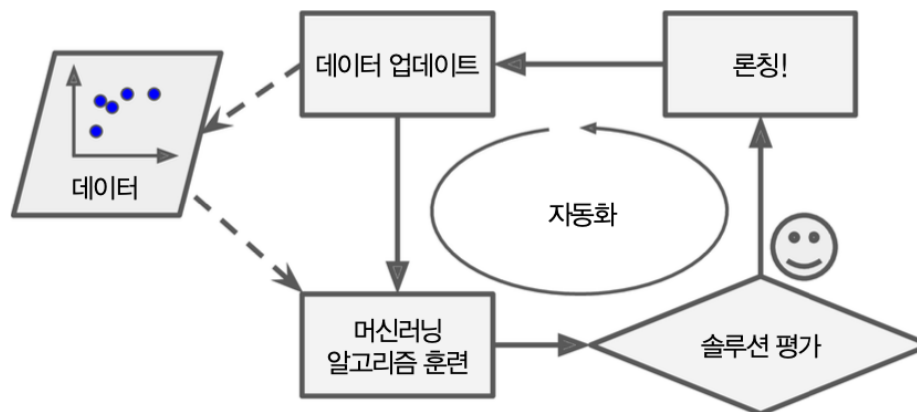 데이터 업데이트
론칭!
데이터
자동화
머신러닝
알고리즘 훈련
솔루션 평가